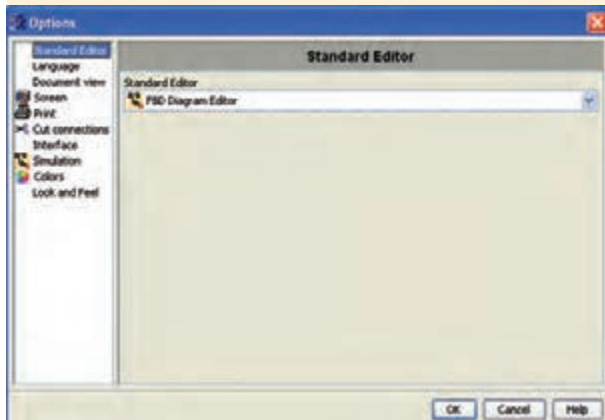 Options
Standard Editor
Language
Document view
Screen
Print
Cut connections
Interface
Simulation
Colors
Look and Feel
Standard Editor
Standard Editor
FBD Diagram Editor
OK
Cancel
Help